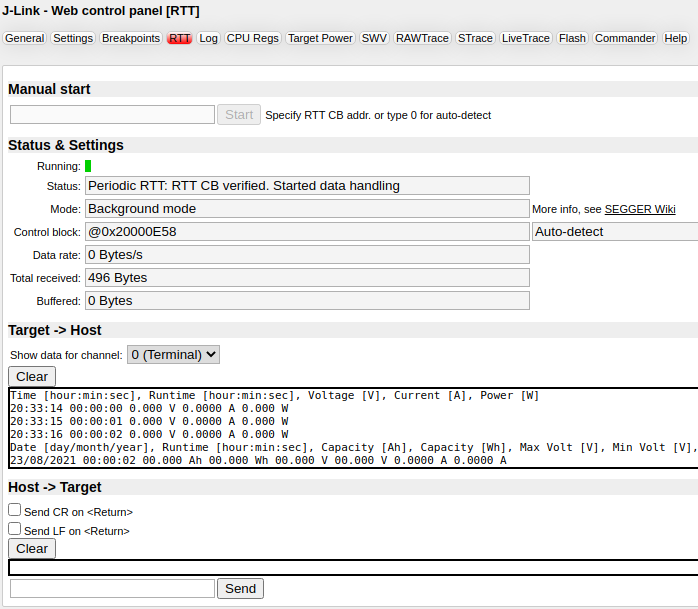 J-Link - Web control panel [RTT]
General Settings Breakpoints RTT Log CPU Regs Target Power SWV RAWTrace STrace LiveTrace Flash Commander Help
Manual start
Start Specify RTT CB addr. or type 0 for auto-detect
Status & Settings
Running:
Status: Periodic RTT: RTT CB verified. Started data handling
Mode: Background mode More info, see SEGGER Wiki
Control block: @0x20000E58 Auto-detect
Data rate: 0 Bytes/s
Total received: 496 Bytes
Buffered: 0 Bytes
Target -> Host
Show data for channel: 0 (Terminal)
Clear
Time [hour:min:sec], Runtime [hour:min:sec], Voltage [V], Current [A], Power [W]
20:33:14 00:00:00 0.000 V 0.0000 A 0.000 W
20:33:15 00:00:01 0.000 V 0.0000 A 0.000 W
20:33:16 00:00:02 0.000 V 0.0000 A 0.000 W
Date [day/month/year], Runtime [hour:min:sec], Capacity [Ah], Capacity [Wh], Max Volt [V], Min Volt [V],
23/08/2021 00:00:02 00.000 Ah 00.000 Wh 00.000 V 00.000 V 0.0000 A 0.0000 A
Host -> Target
Send CR on <Return>
Send LF on <Return>
Clear
Send